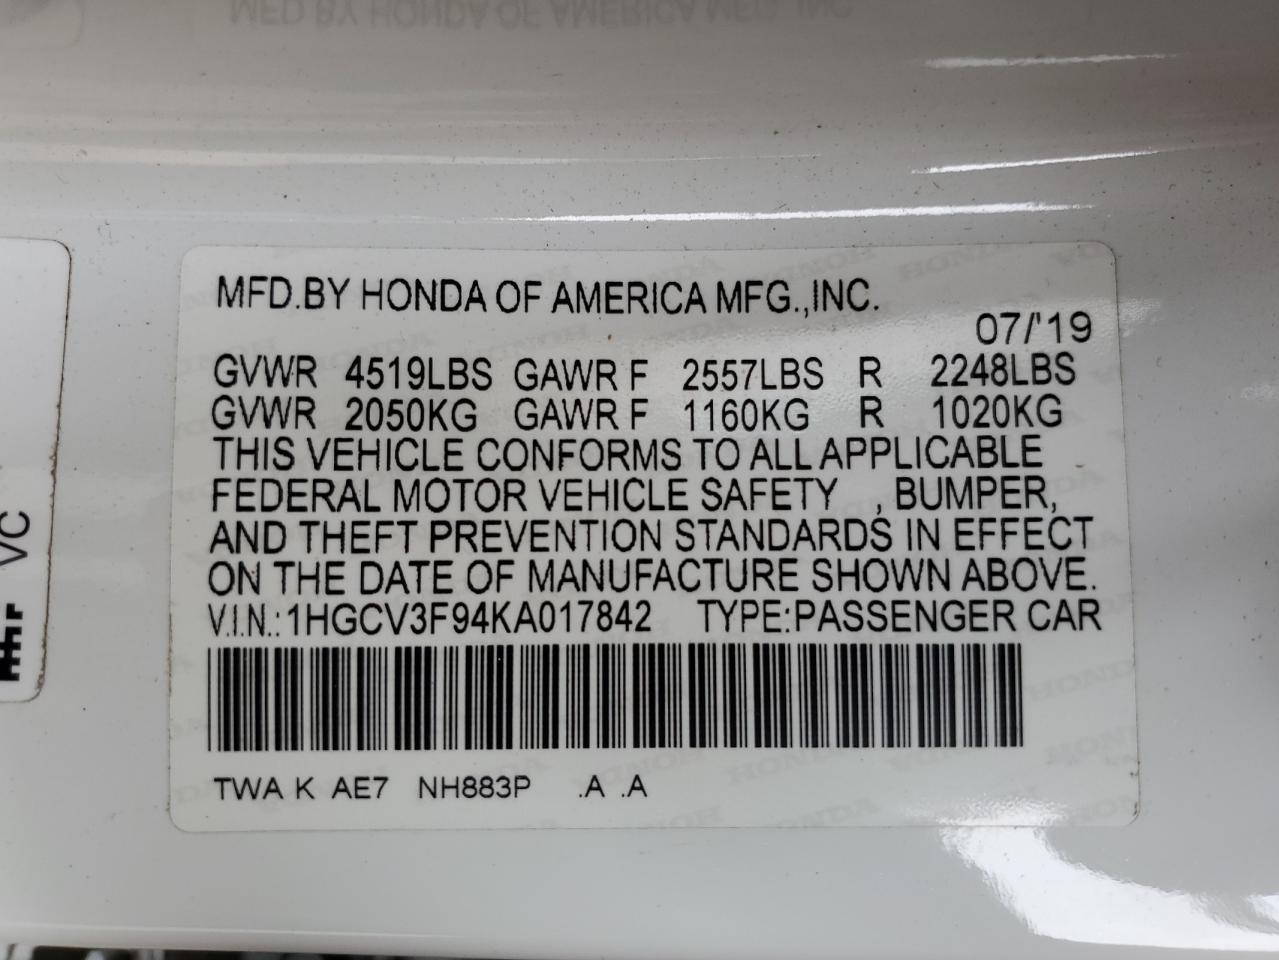 MFD.BY HONDA OF AMERICA MFG.,INC.
07/'19
GVWR 4519LBS GAWR F 2557LBS R 2248LBS
GVWR 2050KG GAWR F 1160KG R 1020KG
THIS VEHICLE CONFORMS TO ALL APPLICABLE
FEDERAL MOTOR VEHICLE SAFETY , BUMPER,
AND THEFT PREVENTION STANDARDS IN EFFECT
ON THE DATE OF MANUFACTURE SHOWN ABOVE.
V.I.N.: 1HGCV3F94KA017842 TYPE:PASSENGER CAR
TWA K AE7 NH883P .A .A
VC